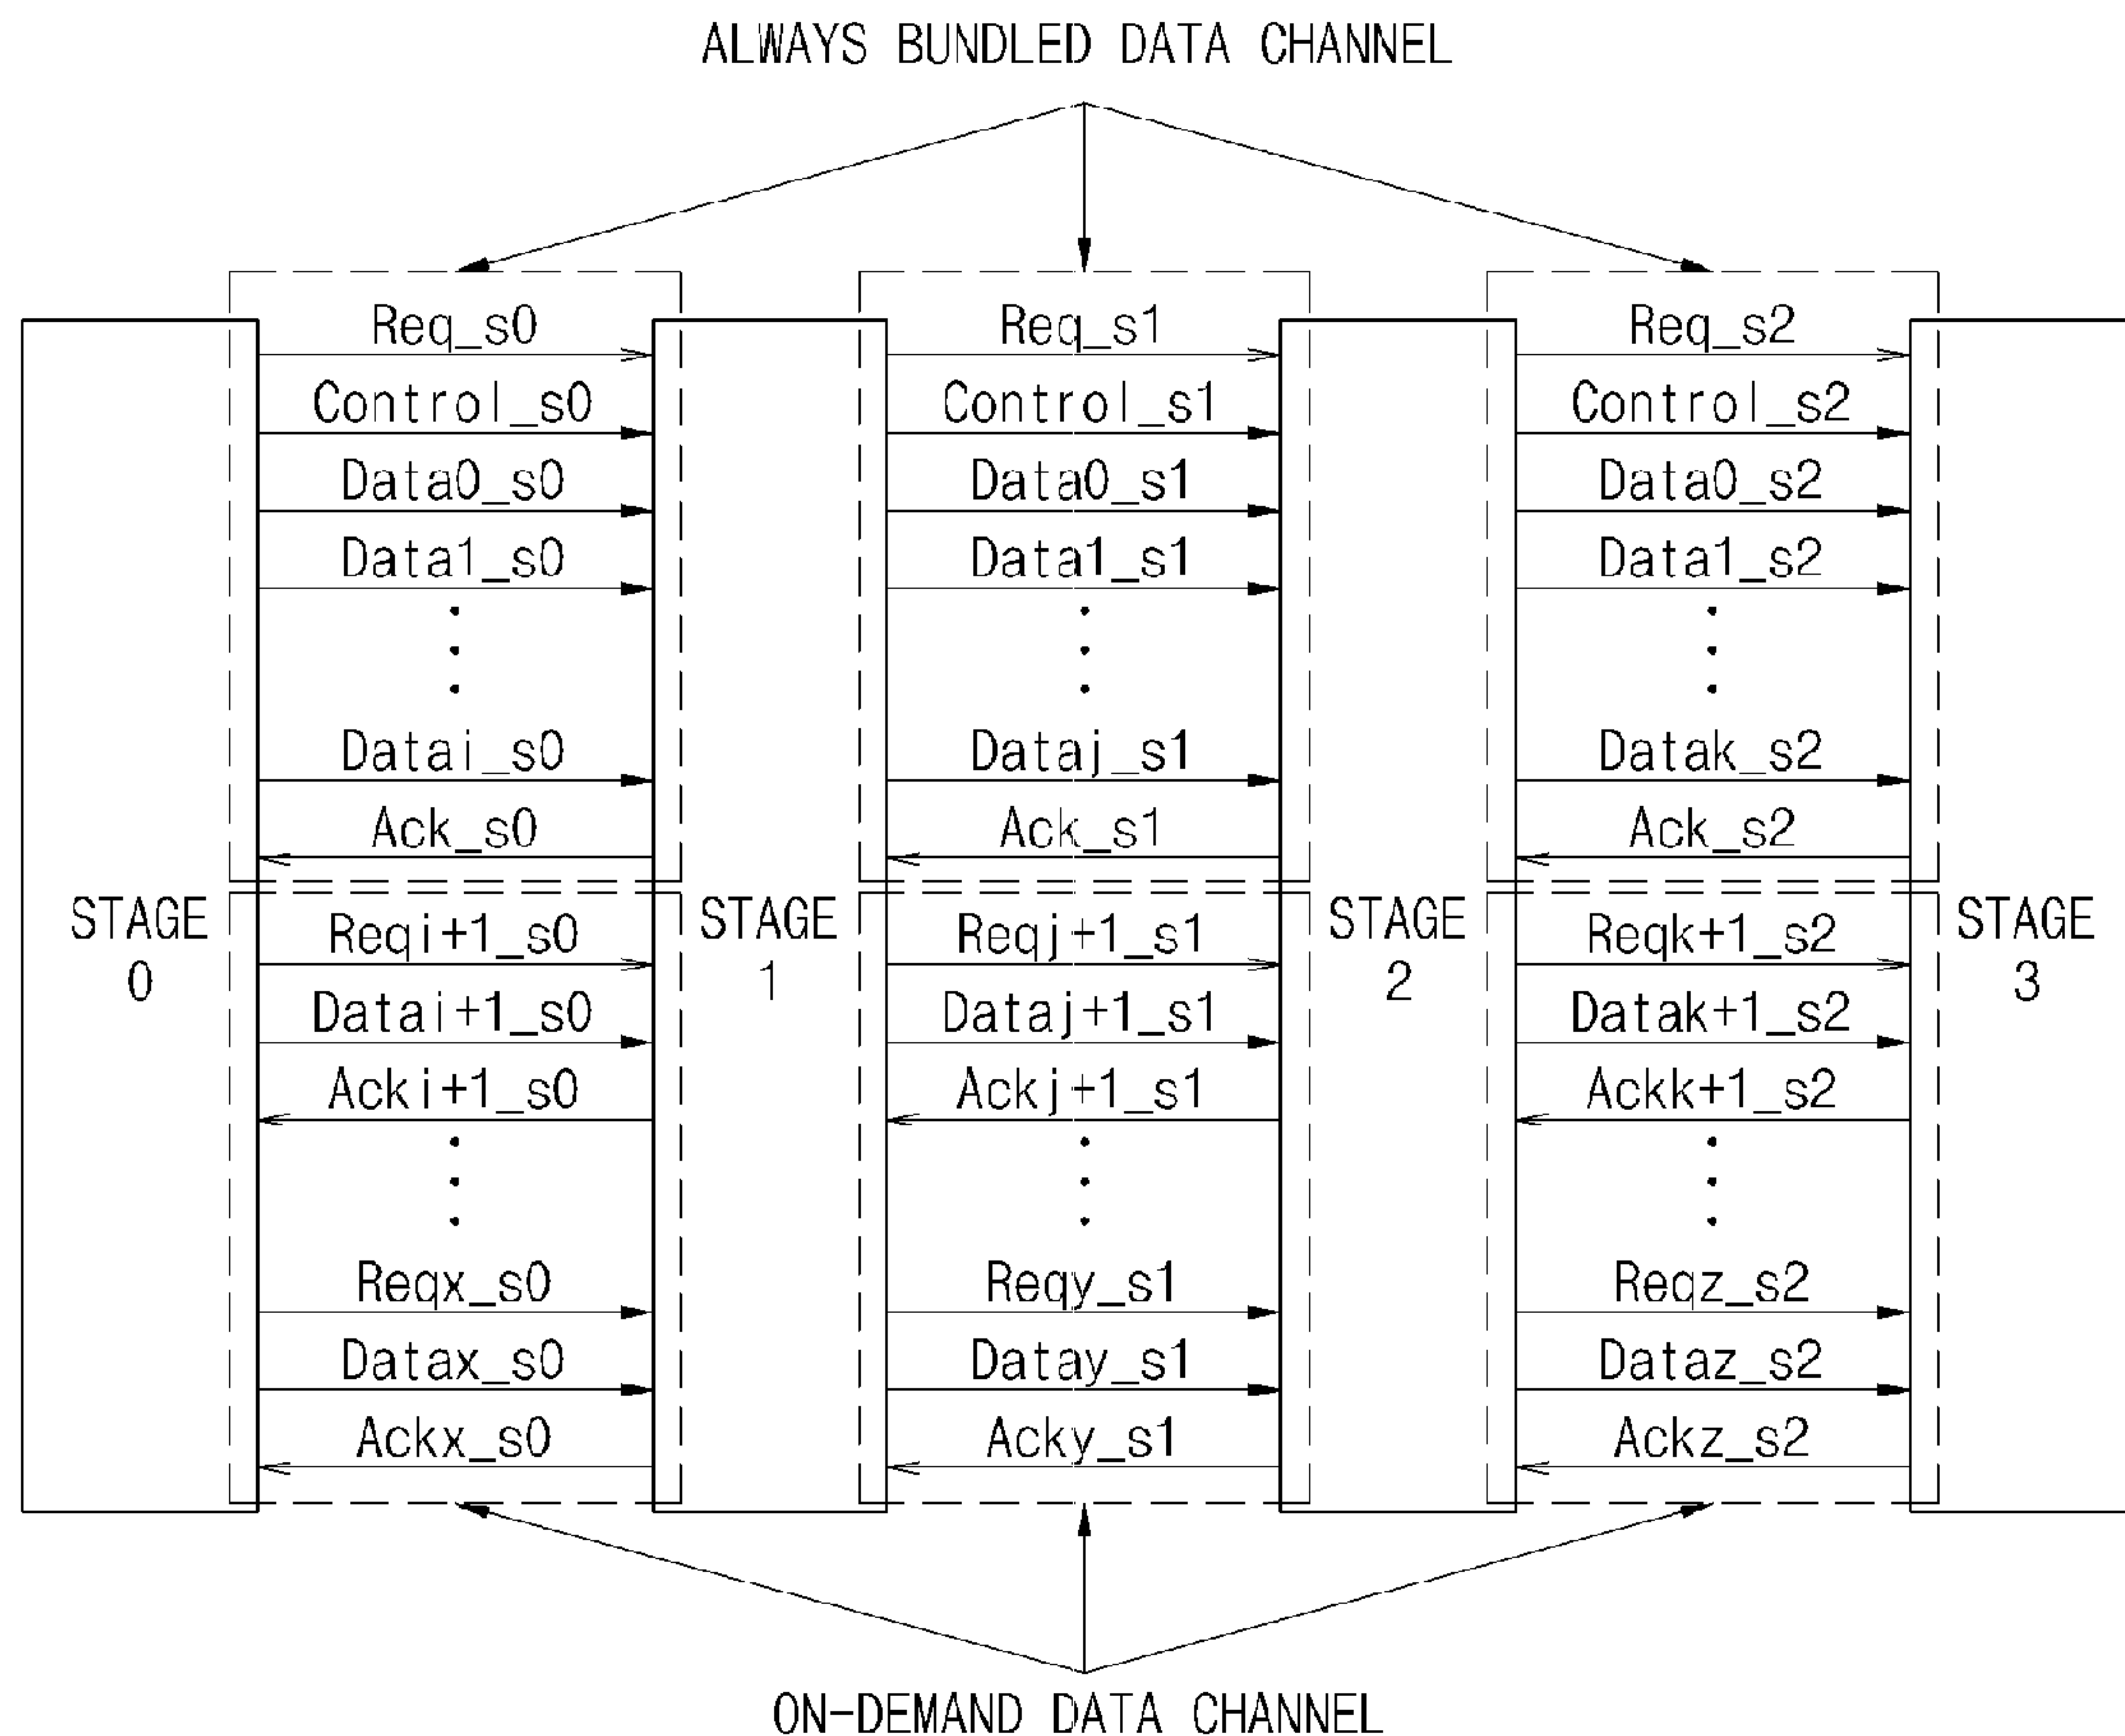 ALWAYS BUNDLED DATA CHANNEL
Req_s0 Req_s1 Req_s2
Control_s0 Control_s1 Control_s2
Data0_s0 Data0_s1 Data0_s2
Data1_s0 Data1_s1 Data1_s2
Datai_s0 Dataj_s1 Datak_s2
Ack_s0 Ack_s1 Ack_s2
STAGE STAGE STAGE STAGE
Reqi+1_s0 Reqj+1_s1 Reqk+1_s2
0 1 2 3
Datai+1_s0 Dataj+1_s1 Datak+1_s2
Acki+1_s0 Ackj+1_s1 Ackk+1_s2
Reqx_s0 Reqy_s1 Reqz_s2
Datax_s0 Datay_s1 Dataz_s2
Ackx_s0 Acky_s1 Ackz_s2
ON-DEMAND DATA CHANNEL